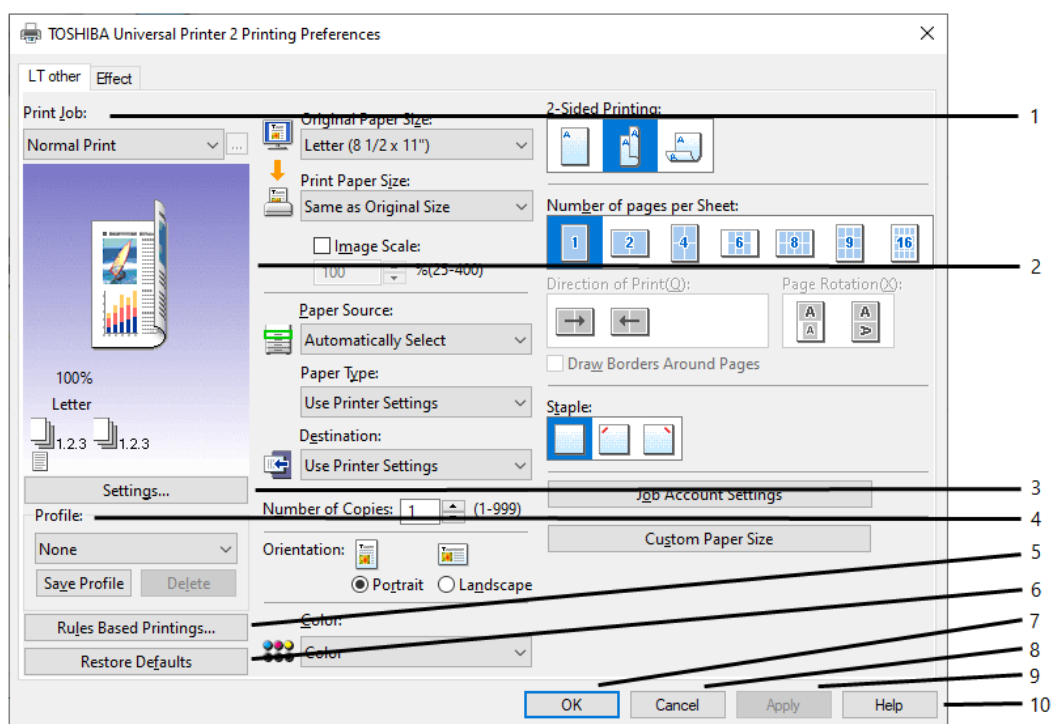 TOSHIBA Universal Printer 2 Printing Preferences
LT other
Effect
Print Job:
Normal Print
...
100%
Letter
1.2.3
1.2.3
Settings...
Profile:
None
Save Profile
Delete
Rules Based Printings...
Restore Defaults
Original Paper Size:
Letter (8 1/2 x 11")
Print Paper Size:
Same as Original Size
Image Scale:
100
%(25-400)
Paper Source:
Automatically Select
Paper Type:
Use Printer Settings
Destination:
Use Printer Settings
Number of Copies:
1
(1-999)
Orientation:
Portrait
Landscape
Color:
Color
2-Sided Printing:
A
A
A
A
A
Number of pages per Sheet:
1
2
4
6
8
9
16
Direction of Print(O):
Page Rotation(X):
A
A
A
A
Draw Borders Around Pages
Staple:
Job Account Settings
Custom Paper Size
OK
Cancel
Apply
Help
1
2
3
4
5
6
7
8
9
10